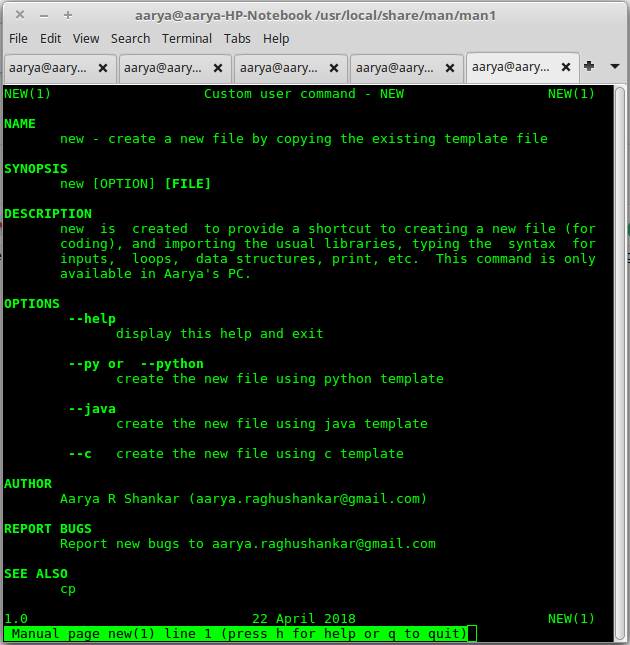 aarya@aarya-HP-Notebook /usr/local/share/man/man1
File Edit View Search Terminal Tabs Help
aarya@aary... aarya@aary... aarya@aary... aarya@aary... aarya@aary...
NEW(1) Custom user command - NEW NEW(1)
NAME
new - create a new file by copying the existing template file
SYNOPSIS
new [OPTION] [FILE]
DESCRIPTION
new is created to provide a shortcut to creating a new file (for
coding), and importing the usual libraries, typing the syntax for
inputs, loops, data structures, print, etc. This command is only
available in Aarya's PC.
OPTIONS
--help
display this help and exit
--py or --python
create the new file using python template
--java
create the new file using java template
--c create the new file using c template
AUTHOR
Aarya R Shankar (aarya.raghushankar@gmail.com)
REPORT BUGS
Report new bugs to aarya.raghushankar@gmail.com
SEE ALSO
cp
1.0 22 April 2018 NEW(1)
Manual page new(1) line 1 (press h for help or q to quit)